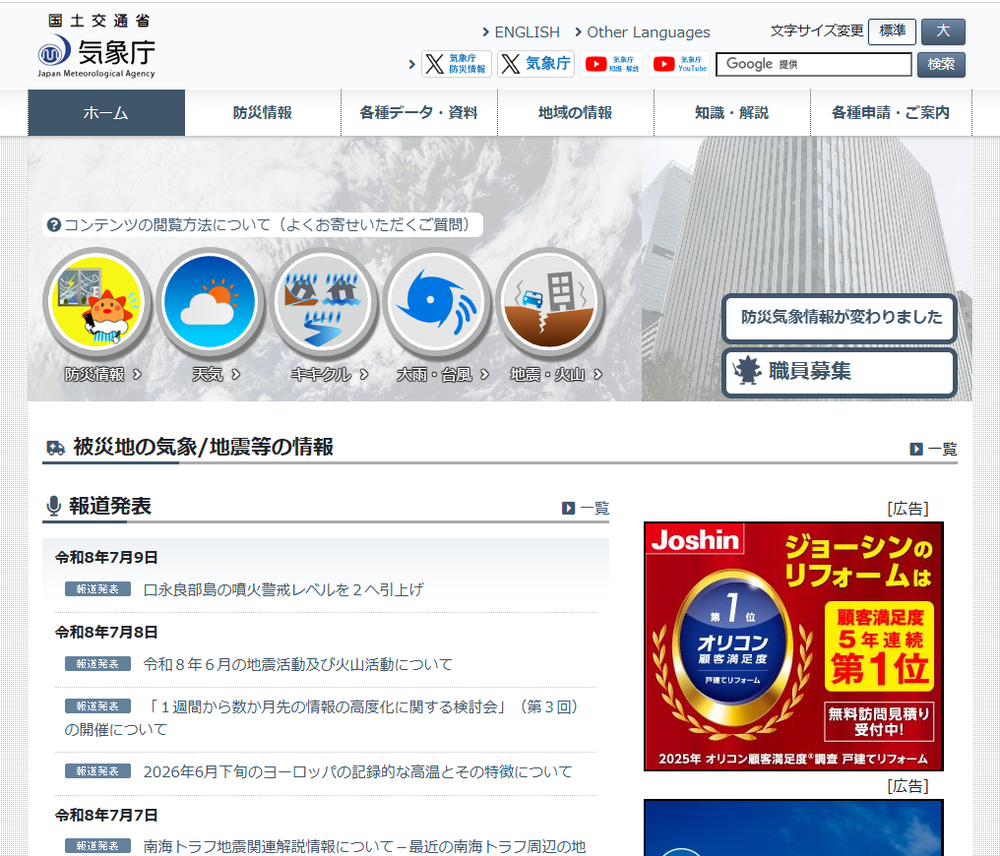 国土交通省
気象庁
Japan Meteorological Agency
ENGLISH
Other Languages
文字サイズ変更
標準
大
気象庁
防災情報
気象庁
気象庁
知識・解説
気象庁
YouTube
Google 提供
検索
ホーム
防災情報
各種データ・資料
地域の情報
知識・解説
各種申請・ご案内
コンテンツの閲覧方法について（よくお寄せいただくご質問）
防災情報
天気
キキクル
大雨・台風
地震・火山
防災気象情報が変わりました
職員募集
被災地の気象/地震等の情報
一覧
報道発表
一覧
令和8年7月9日
報道発表 口永良部島の噴火警戒レベルを２へ引上げ
令和8年7月8日
報道発表 令和８年６月の地震活動及び火山活動について
報道発表 「１週間から数か月先の情報の高度化に関する検討会」（第３回）
の開催について
報道発表 2026年6月下旬のヨーロッパの記録的な高温とその特徴について
令和8年7月7日
報道発表 南海トラフ地震関連解説情報について－最近の南海トラフ周辺の地
[広告]
Joshin
ジョーシンの
リフォームは
第1位
オリコン
顧客満足度
戸建てリフォーム
顧客満足度
5年連続
第1位
無料訪問見積り
受付中!
2025年 オリコン顧客満足度®調査 戸建てリフォーム
[広告]